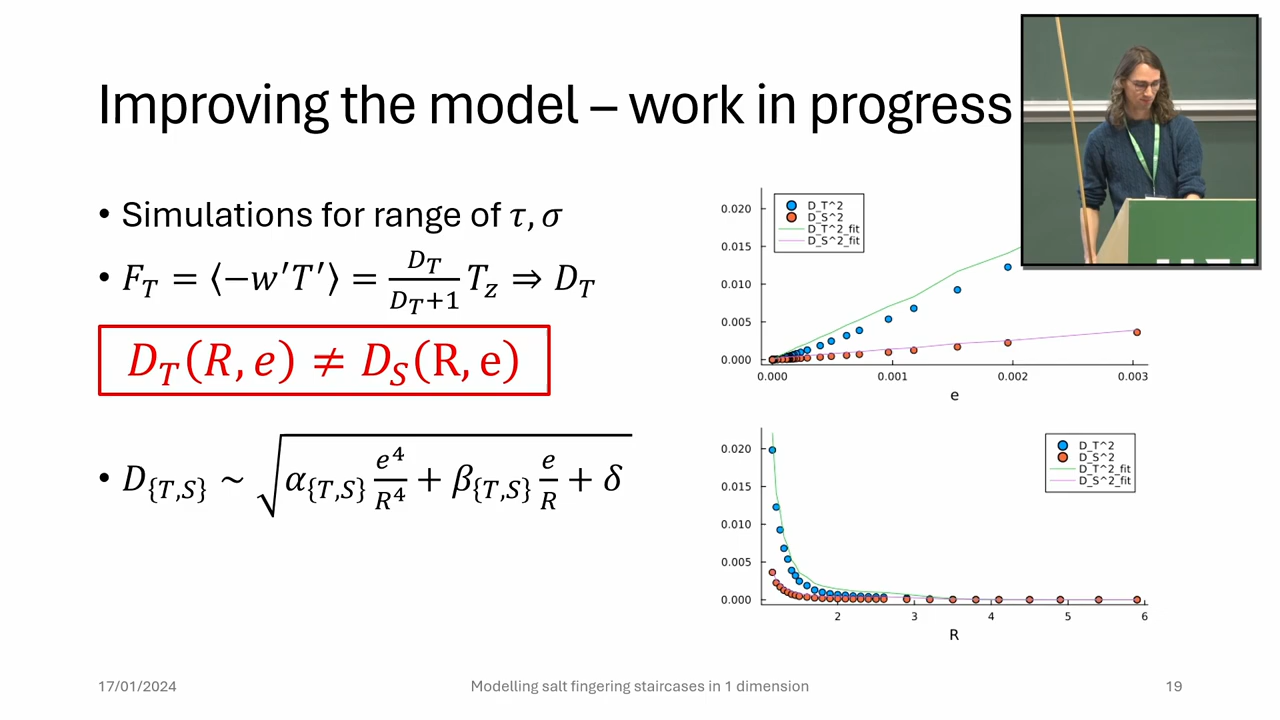 Improving the model – work in progress
• Simulations for range of τ, σ
• F_T = ⟨−w′T′⟩ = D_T/(D_T+1) T_z ⇒ D_T
D_T(R, e) ≠ D_S(R, e)
• D_{T,S} ~ √(α_{T,S} e⁴/R⁴ + β_{T,S} e/R + δ)
D_T^2
D_S^2
D_T^2_fit
D_S^2_fit
0.020
0.015
0.010
0.005
0.000
0.000 0.001 0.002 0.003
e
D_T^2
D_S^2
D_T^2_fit
D_S^2_fit
0.020
0.015
0.010
0.005
0.000
2 3 4 5 6
R
17/01/2024 Modelling salt fingering staircases in 1 dimension 19